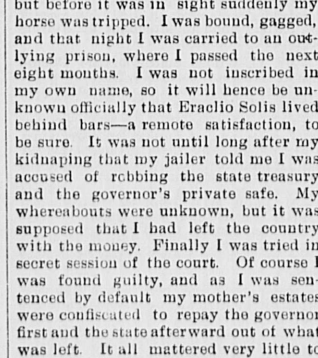 but before it was in sight suddenly my
horse was tripped. I was bound, gagged,
and that night I was carried to an out-
lying prison, where I passed the next
eight months. I was not inscribed in
my own name, so it will hence be un-
known officially that Eraclio Solis lived
behind bars—a remote satisfaction, to
be sure. It was not until long after my
kidnaping that my jailer told me I was
accused of robbing the state treasury
and the governor's private safe. My
whereabouts were unknown, but it was
supposed that I had left the country
with the money. Finally I was tried in
secret session of the court. Of course I
was found guilty, and as I was sen-
tenced by default my mother's estates
were confiscated to repay the governor
first and the state afterward out of what
was left. It all mattered very little to